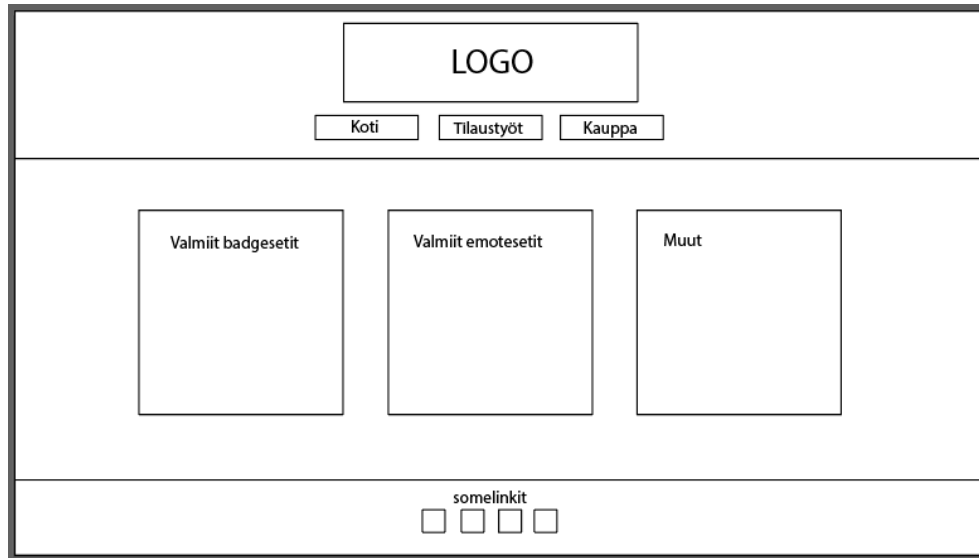 LOGO
Koti Tilaustyöt Kauppa
Valmiit badgesetit Valmiit emotesetit Muut
somelinkit